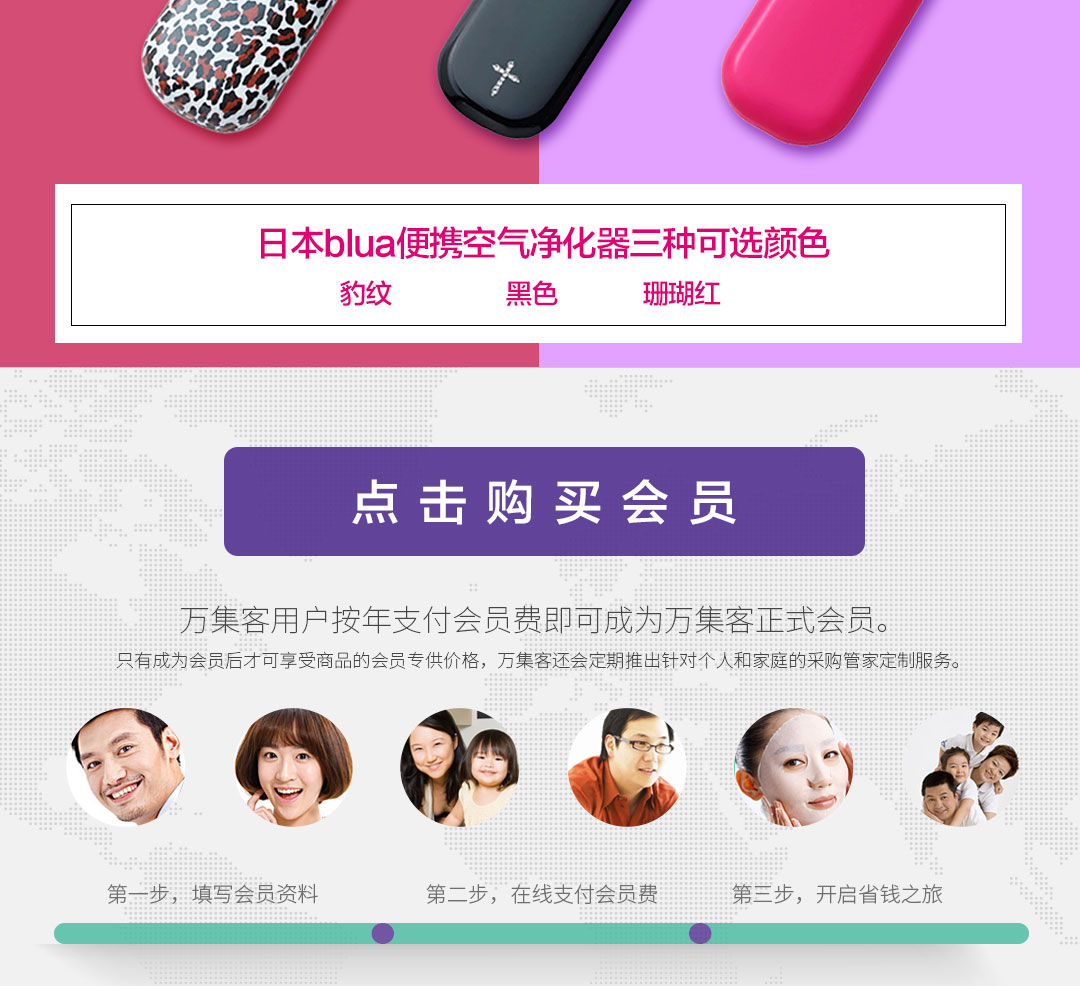 日本blua便携空气净化器三种可选颜色
豹纹 黑色 珊瑚红
点击购买会员
万集客用户按年支付会员费即可成为万集客正式会员。
只有成为会员后才可享受商品的会员专供价格，万集客还会定期推出针对个人和家庭的采购管家定制服务。
第一步，填写会员资料 第二步，在线支付会员费 第三步，开启省钱之旅